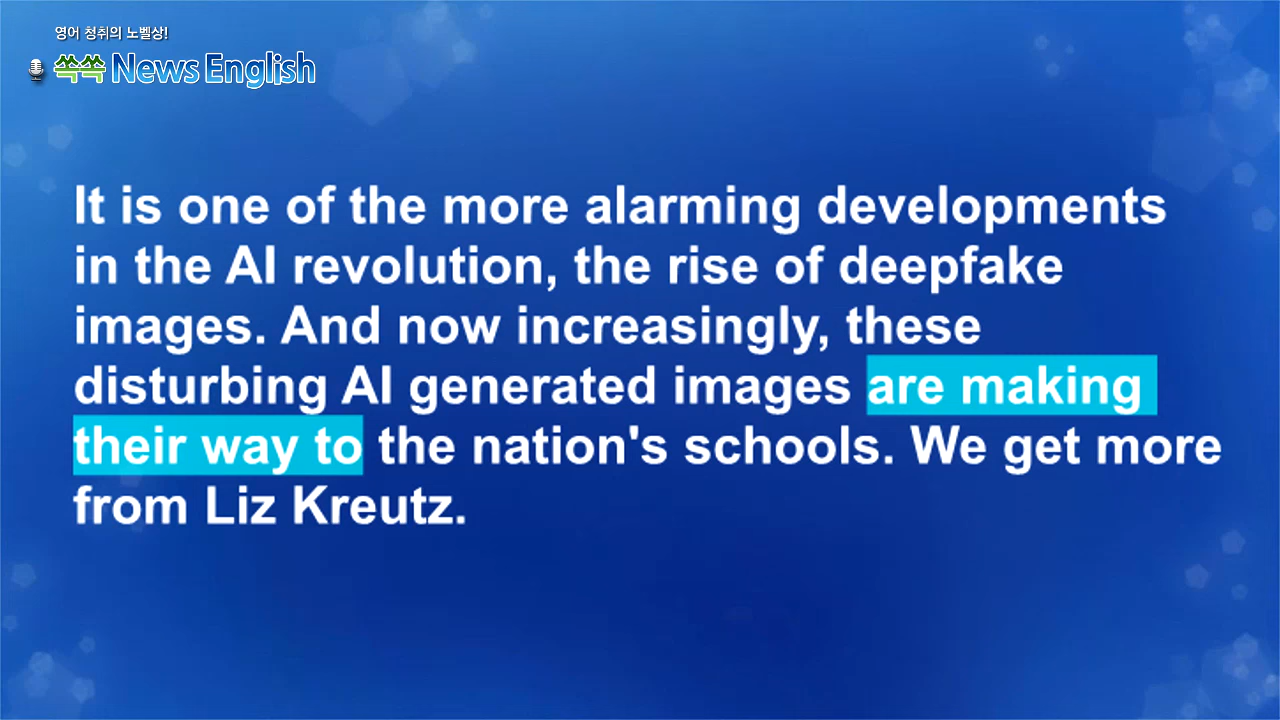 영어 청취의 노벨상!
쏙쏙 News English
It is one of the more alarming developments
in the AI revolution, the rise of deepfake
images. And now increasingly, these
disturbing AI generated images are making
their way to the nation's schools. We get more
from Liz Kreutz.